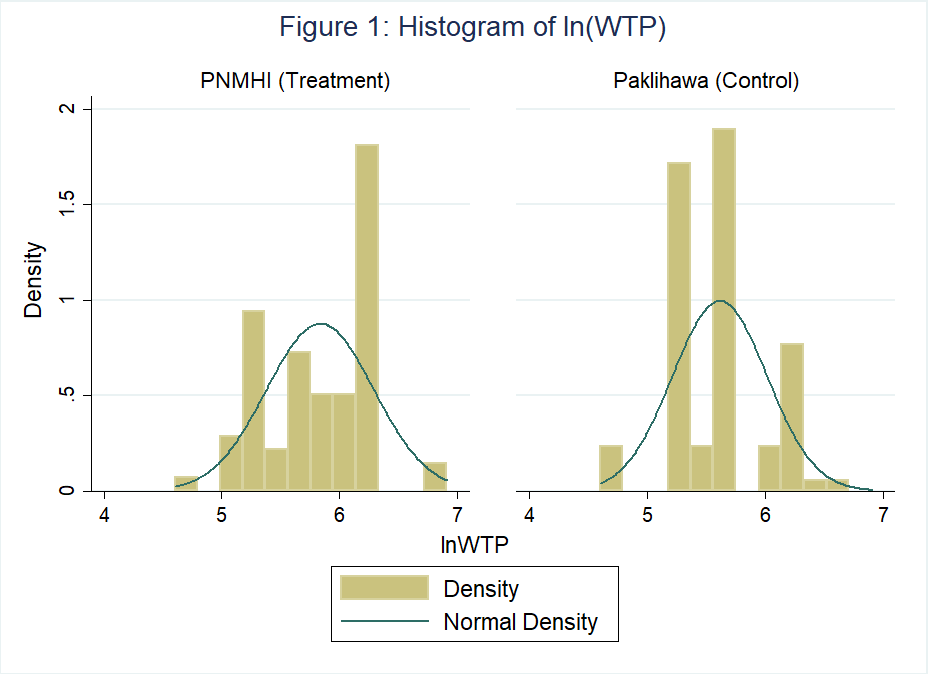 Figure 1: Histogram of ln(WTP)
PNMHI (Treatment)
Paklihawa (Control)
Density
2
1.5
1
.5
0
4 5 6 7
4 5 6 7
lnWTP
Density
Normal Density